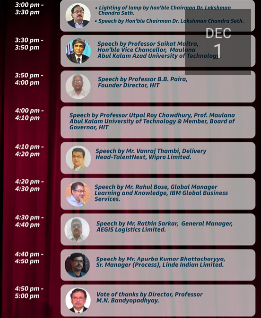 3:00 pm -
3:30 pm
• Lighting of lamp by hon'ble Chairman Dr. Lakshman
Chandra Seth.
• Speech by Hon'ble Chairman Dr. Lakshman Chandra Seth.
DEC
1
3:30 pm -
3:50 pm
Speech by Professor Saikat Maitra,
Hon'ble Vice Chancellor, Maulana
Abul Kalam Azad University of Technology
3:50 pm -
4:00 pm
Speech by Professor B.B. Paira,
Founder Director, HIT
4:00 pm -
4:10 pm
Speech by Professor Utpal Roy Chowdhury, Prof. Maulana
Abul Kalam University of Technology & Member, Board of
Governor, HIT
4:10 pm -
4:20 pm
Speech by Mr. Vanraj Thambi, Delivery
Head-TalentNext, Wipro Limited.
4:20 pm -
4:30 pm
Speech by Mr. Rahul Bose, Global Manager
Learning and Knowledge, IBM Global Business
Services.
4:30 pm -
4:40 pm
Speech by Mr. Rathin Sarkar, General Manager,
AEGIS Logistics Limited.
4:40 pm -
4:50 pm
Speech by Mr. Apurba Kumar Bhattacharyya,
Sr. Manager (Process), Linde Indian Limited.
4:50 pm -
5:00 pm
Vote of thanks by Director, Professor
M.N. Bandyopadhyay.